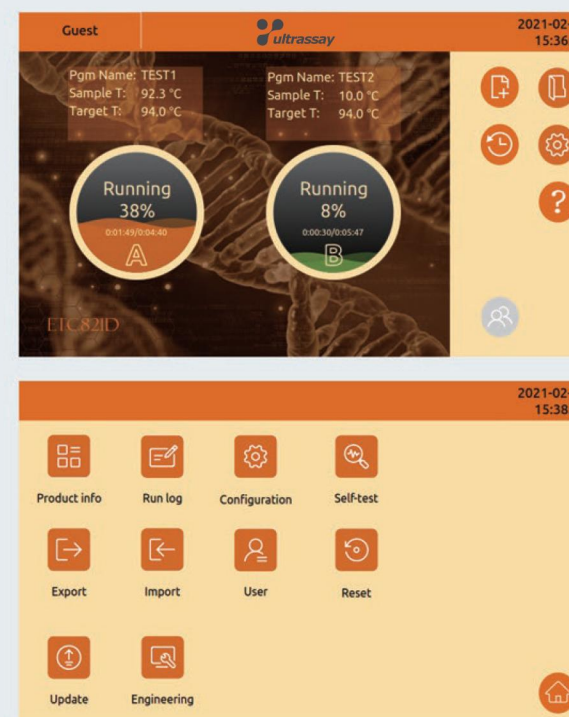 Guest
ultrassay
2021-02-
15:36
Pgm Name: TEST1
Sample T: 92.3 °C
Target T: 94.0 °C
Pgm Name: TEST2
Sample T: 10.0 °C
Target T: 94.0 °C
Running
38%
0:01:49/0:04:40
A
Running
8%
0:00:30/0:05:47
B
ETC821D
?
2021-02-
15:38
Product info
Run log
Configuration
Self-test
Export
Import
User
Reset
Update
Engineering